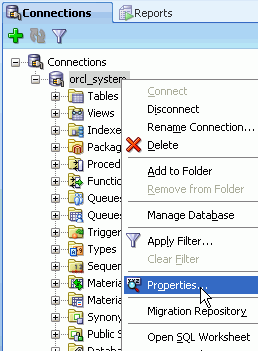 Connections
Reports
Connections
orcl_system
Tables
Views
Indexe
Packag
Proced
Functio
Queues
Queues
Trigger
Types
Sequen
Materia
Materia
Synony
Public S
Connect
Disconnect
Rename Connection...
Delete
Add to Folder
Remove from Folder
Manage Database
Apply Filter...
Clear Filter
Properties...
Migration Repository
Open SQL Worksheet